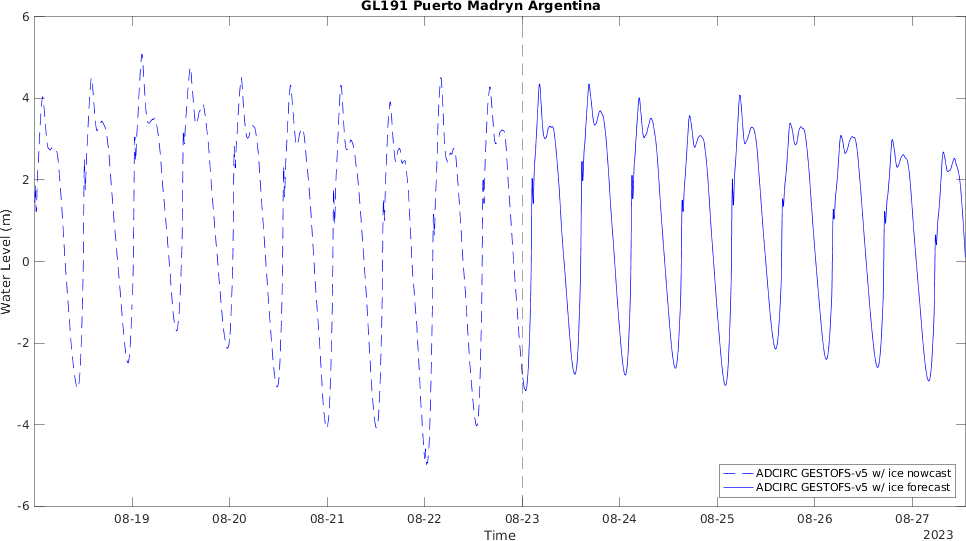 GL191 Puerto Madryn Argentina
6
4
2
0
-2
-4
-6
Water Level (m)
ADCIRC GESTOFS-v5 w/ ice nowcast
ADCIRC GESTOFS-v5 w/ ice forecast
08-19 08-20 08-21 08-22 08-23 08-24 08-25 08-26 08-27
Time
2023